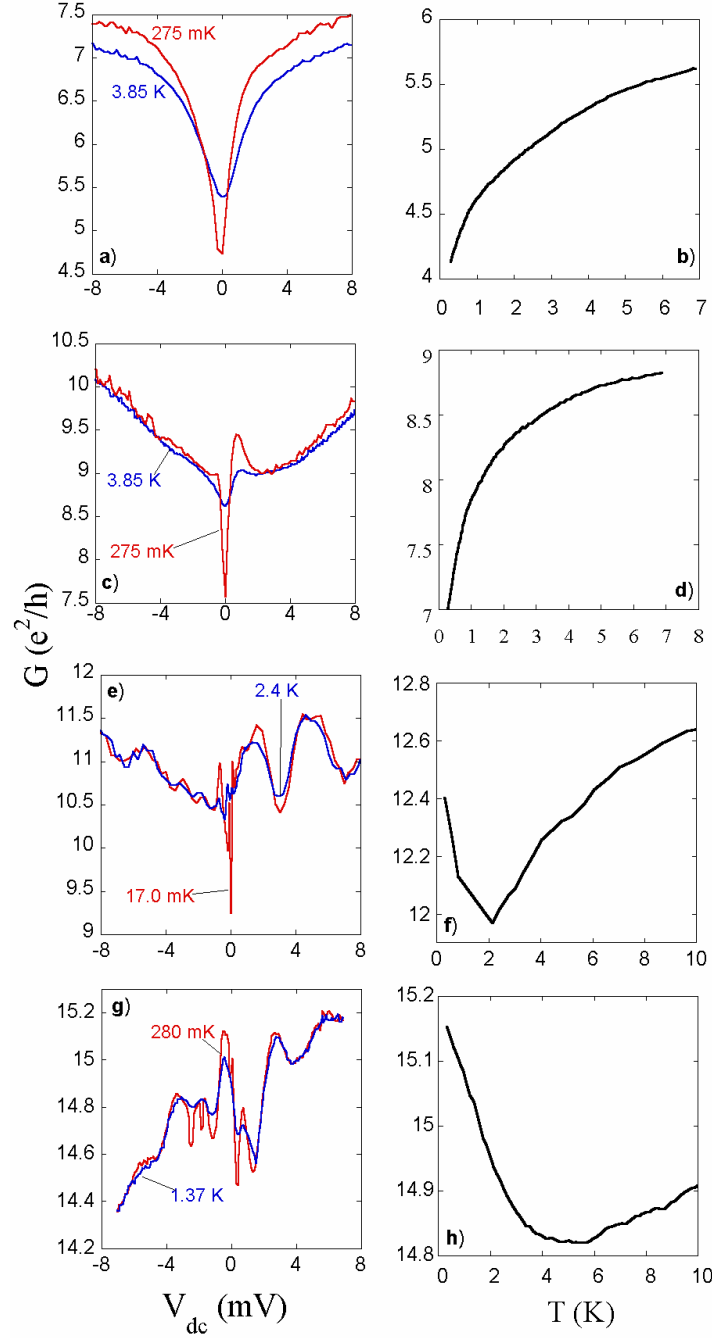 7.5
7
6.5
6
5.5
5
4.5
275 mK
3.85 K
a)
-8 -4 0 4 8
6
5.5
5
4.5
4
b)
0 1 2 3 4 5 6 7
10.5
10
9.5
9
8.5
8
7.5
3.85 K
275 mK
c)
-8 -4 0 4 8
9
8.5
8
7.5
7
d)
0 1 2 3 4 5 6 7 8
G (e²/h)
12
11.5
11
10.5
10
9.5
9
e)
2.4 K
17.0 mK
-8 -4 0 4 8
12.8
12.6
12.4
12.2
12
f)
0 2 4 6 8 10
15.2
15
14.8
14.6
14.4
14.2
g)
280 mK
1.37 K
-8 -4 0 4 8
V_dc (mV)
15.2
15.1
15
14.9
14.8
h)
0 2 4 6 8 10
T (K)